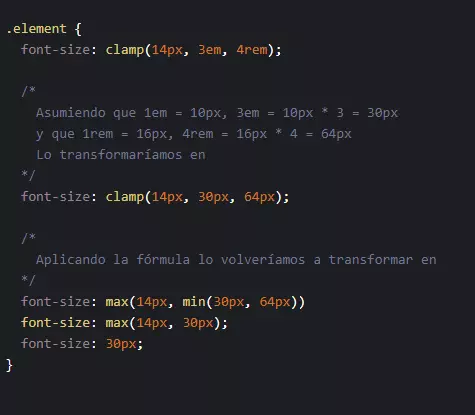 .element {
  font-size: clamp(14px, 3em, 4rem);
  /*
    Asumiendo que 1em = 10px, 3em = 10px * 3 = 30px
    y que 1rem = 16px, 4rem = 16px * 4 = 64px
    Lo transformaríamos en
  */
  font-size: clamp(14px, 30px, 64px);
  /*
    Aplicando la fórmula lo volveríamos a transformar en
  */
  font-size: max(14px, min(30px, 64px))
  font-size: max(14px, 30px);
  font-size: 30px;
}